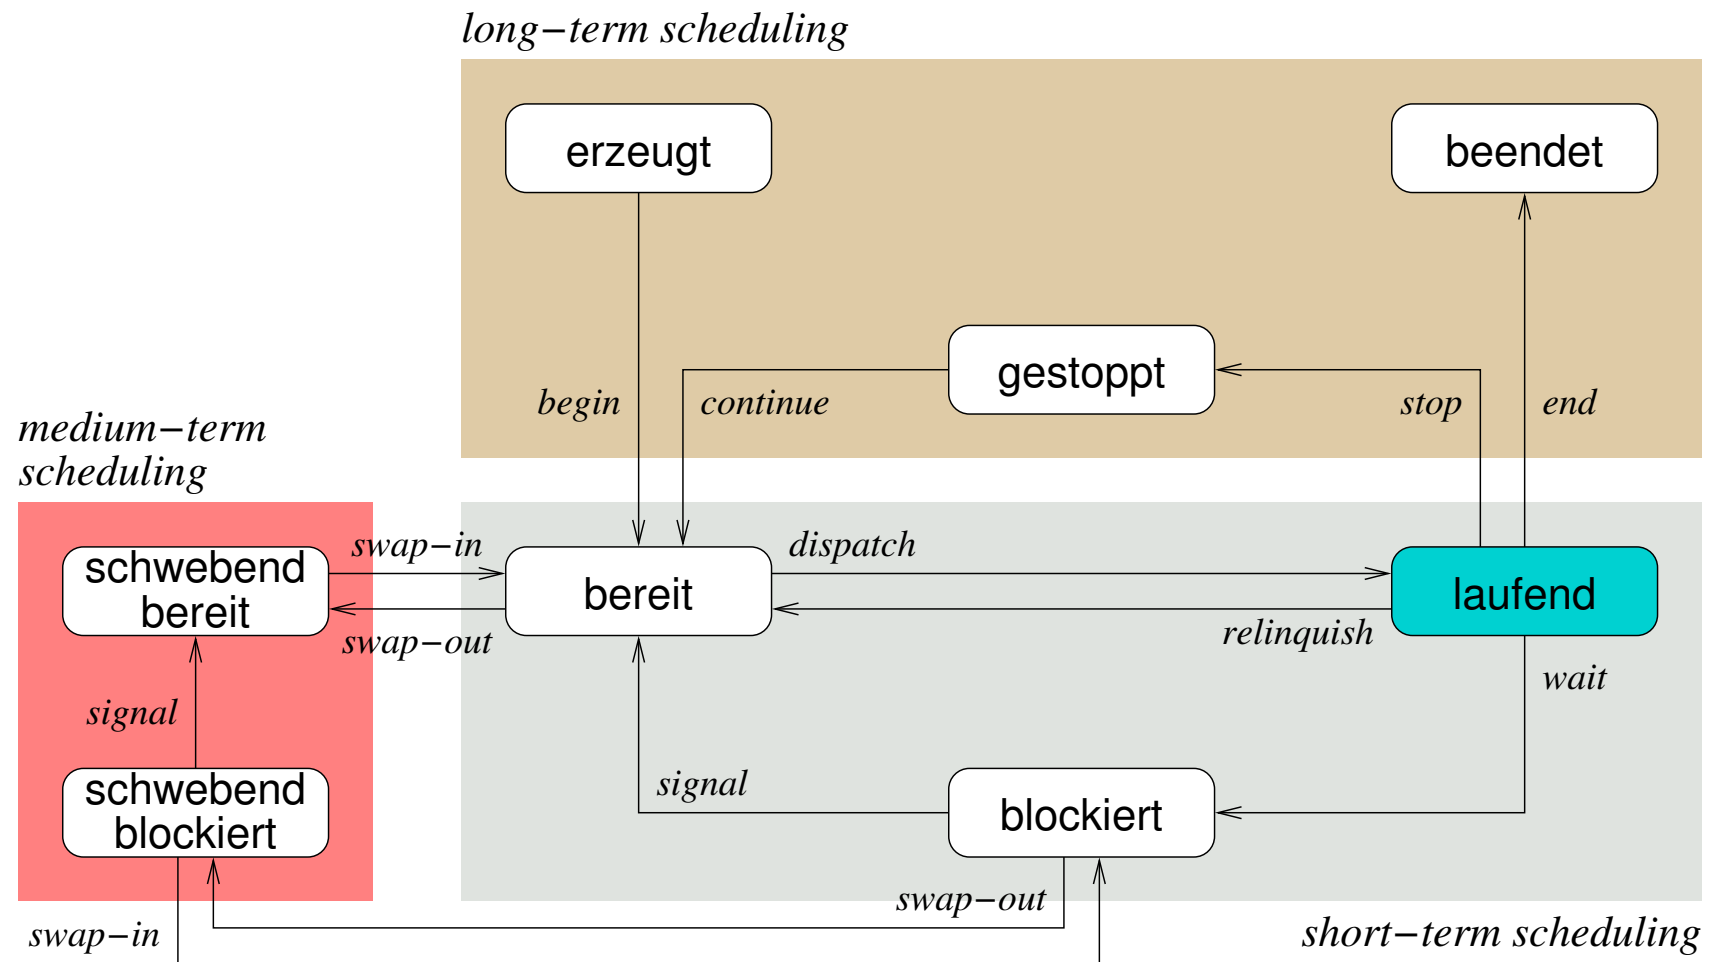 long−term scheduling
erzeugt
beendet
gestoppt
begin
continue
stop
end
medium−term
scheduling
schwebend
bereit
swap−in
swap−out
bereit
dispatch
laufend
relinquish
wait
signal
signal
schwebend
blockiert
blockiert
swap−out
swap−in
short−term scheduling